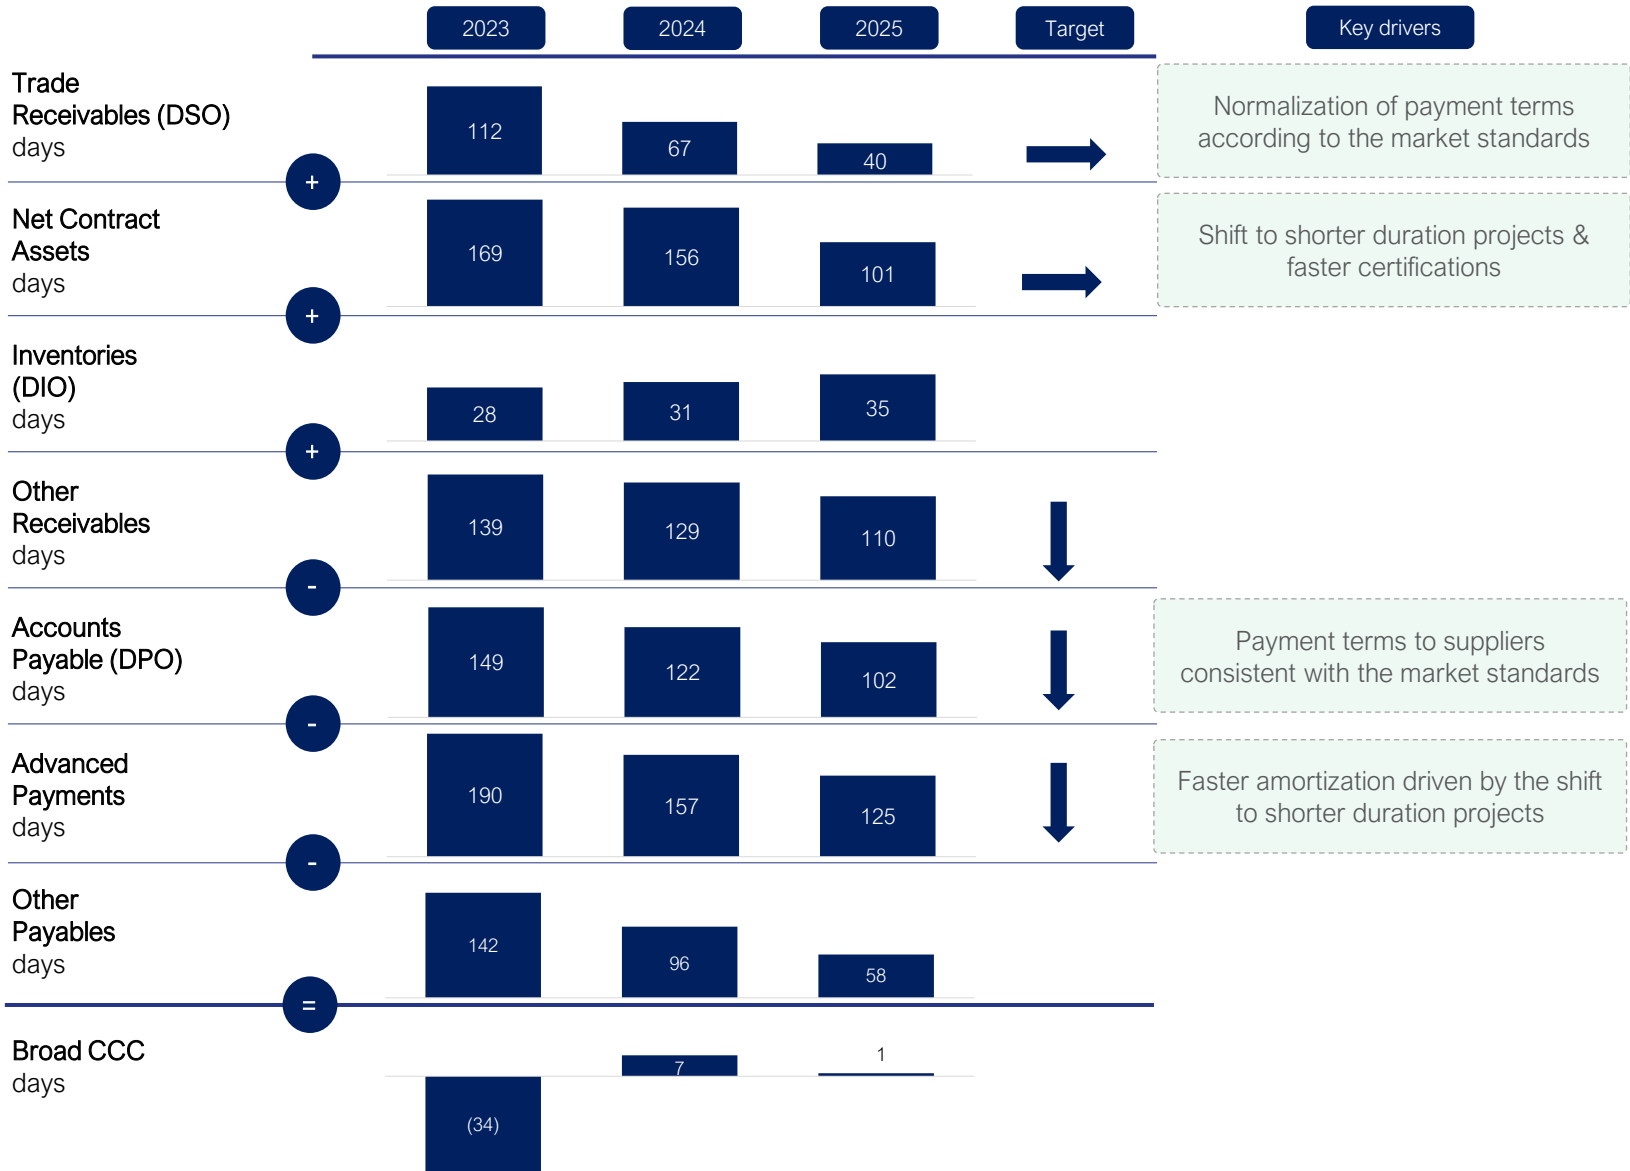 2023 2024 2025 Target Key drivers
Trade
Receivables (DSO)
days
112 67 40
Normalization of payment terms
according to the market standards
+
Net Contract
Assets
days
169 156 101
Shift to shorter duration projects &
faster certifications
+
Inventories
(DIO)
days
28 31 35
+
Other
Receivables
days
139 129 110
-
Accounts
Payable (DPO)
days
149 122 102
Payment terms to suppliers
consistent with the market standards
-
Advanced
Payments
days
190 157 125
Faster amortization driven by the shift
to shorter duration projects
-
Other
Payables
days
142 96 58
=
Broad CCC
days
(34) 7 1